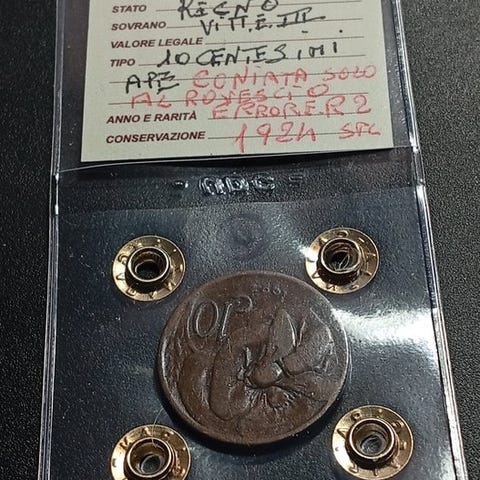 STATO REGNO
SOVRANO VITT. E. III
VALORE LEGALE
TIPO 10 CENTESIMI
APE CONIATA SOLO
AL ROVESCIO
ANNO E RARITÀ ERRORE R2
CONSERVAZIONE 1924 SPL
10